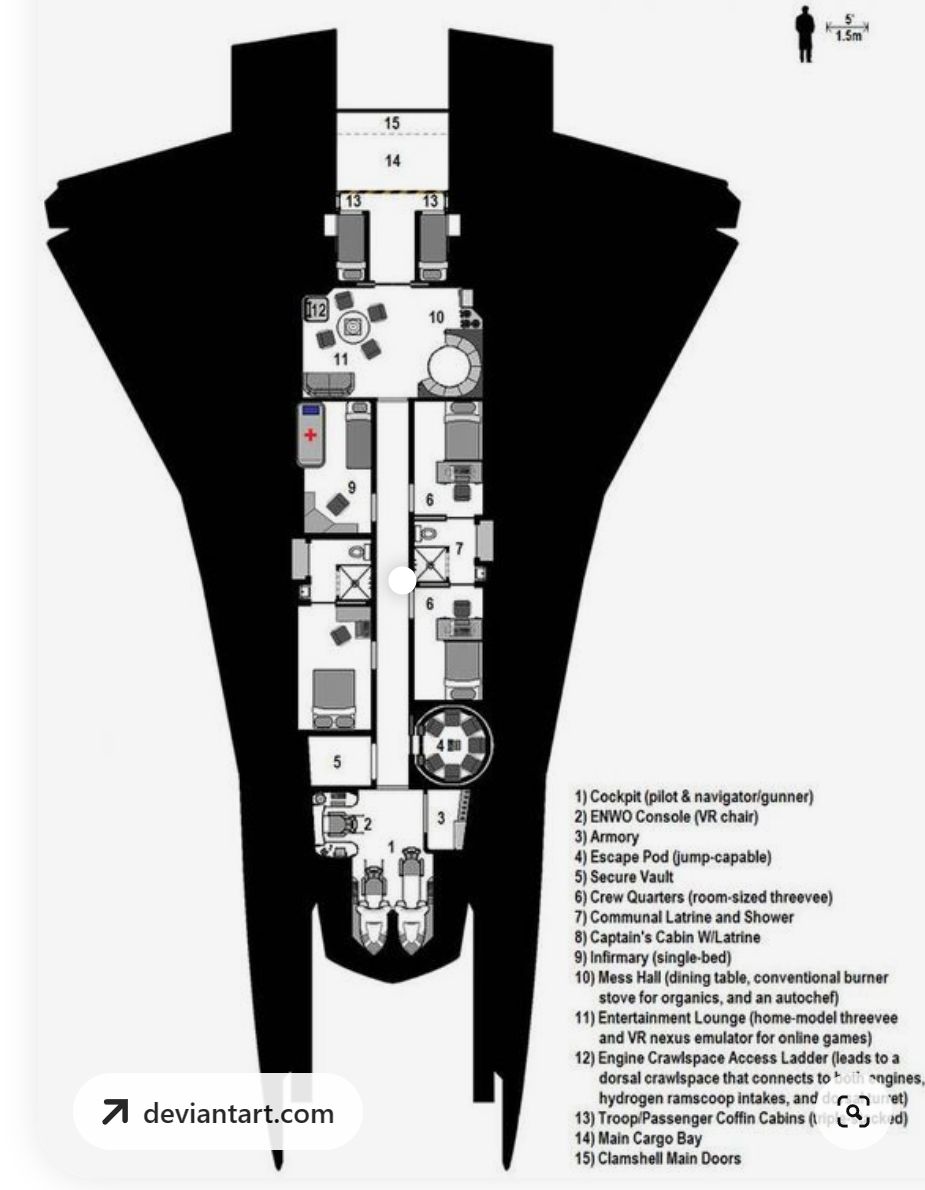 5'
1.5m
15
14
13 13
12
10
11
9
6
7
6
4
5
3
2
1
1) Cockpit (pilot & navigator/gunner)
2) ENWO Console (VR chair)
3) Armory
4) Escape Pod (jump-capable)
5) Secure Vault
6) Crew Quarters (room-sized threevee)
7) Communal Latrine and Shower
8) Captain's Cabin W/Latrine
9) Infirmary (single-bed)
10) Mess Hall (dining table, conventional burner
stove for organics, and an autochef)
11) Entertainment Lounge (home-model threevee
and VR nexus emulator for online games)
12) Engine Crawlspace Access Ladder (leads to a
dorsal crawlspace that connects to both engines,
hydrogen ramscoop intakes, and
13) Troop/Passenger Coffin Cabins
14) Main Cargo Bay
15) Clamshell Main Doors
deviantart.com